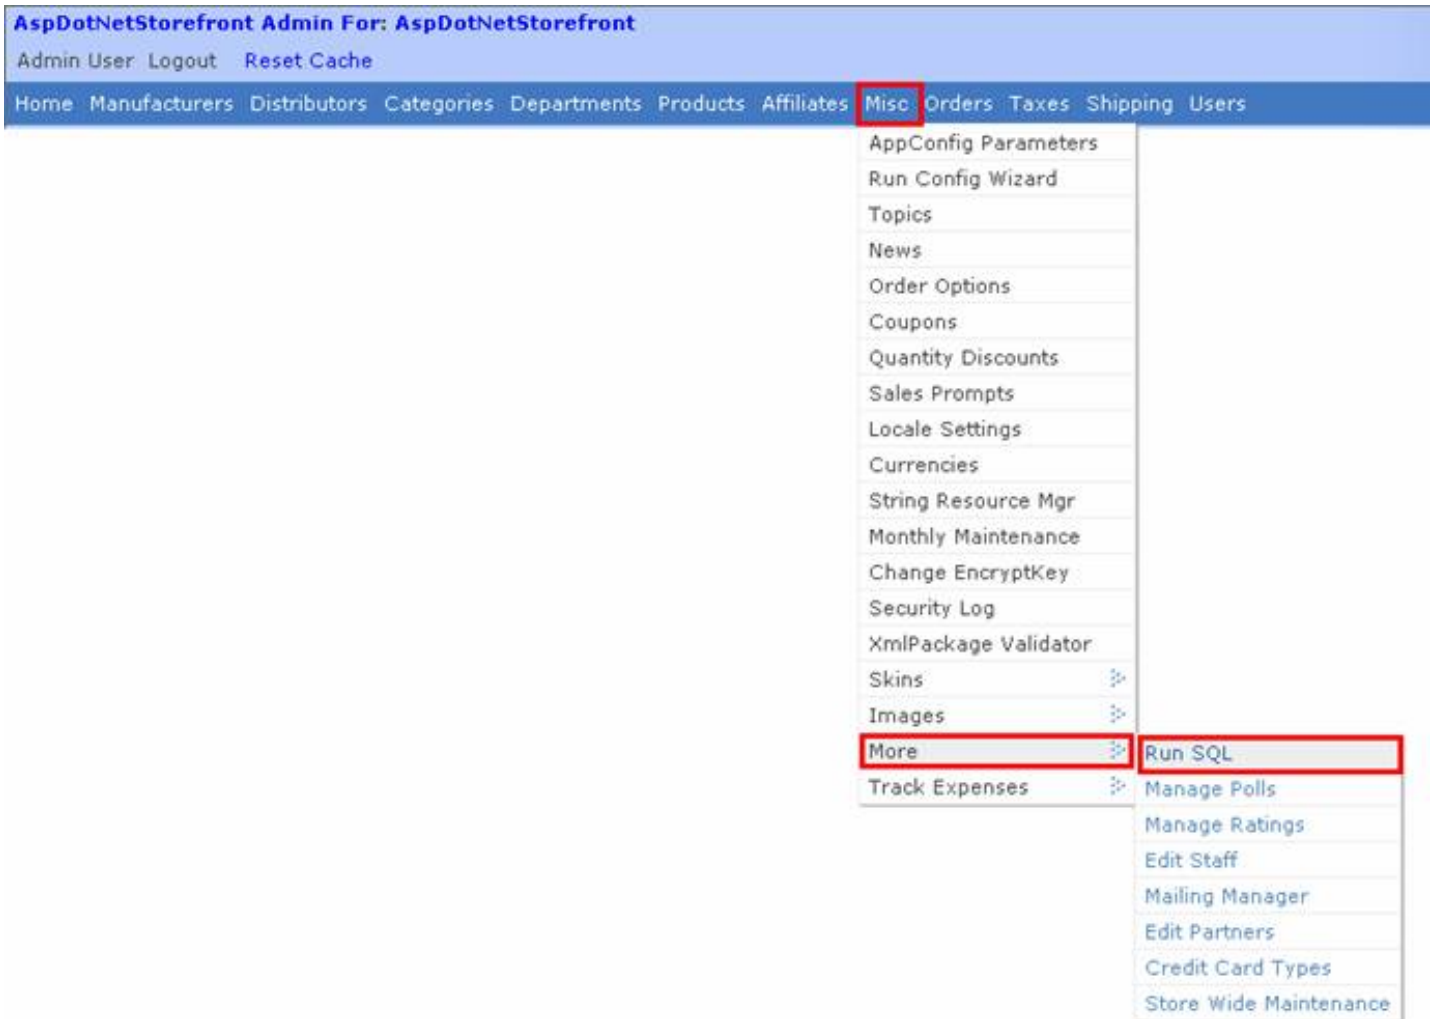 AspDotNetStorefront Admin For: AspDotNetStorefront
Admin User Logout Reset Cache
Home Manufacturers Distributors Categories Departments Products Affiliates Misc Orders Taxes Shipping Users
AppConfig Parameters
Run Config Wizard
Topics
News
Order Options
Coupons
Quantity Discounts
Sales Prompts
Locale Settings
Currencies
String Resource Mgr
Monthly Maintenance
Change EncryptKey
Security Log
XmlPackage Validator
Skins
Images
More
Track Expenses
Run SQL
Manage Polls
Manage Ratings
Edit Staff
Mailing Manager
Edit Partners
Credit Card Types
Store Wide Maintenance